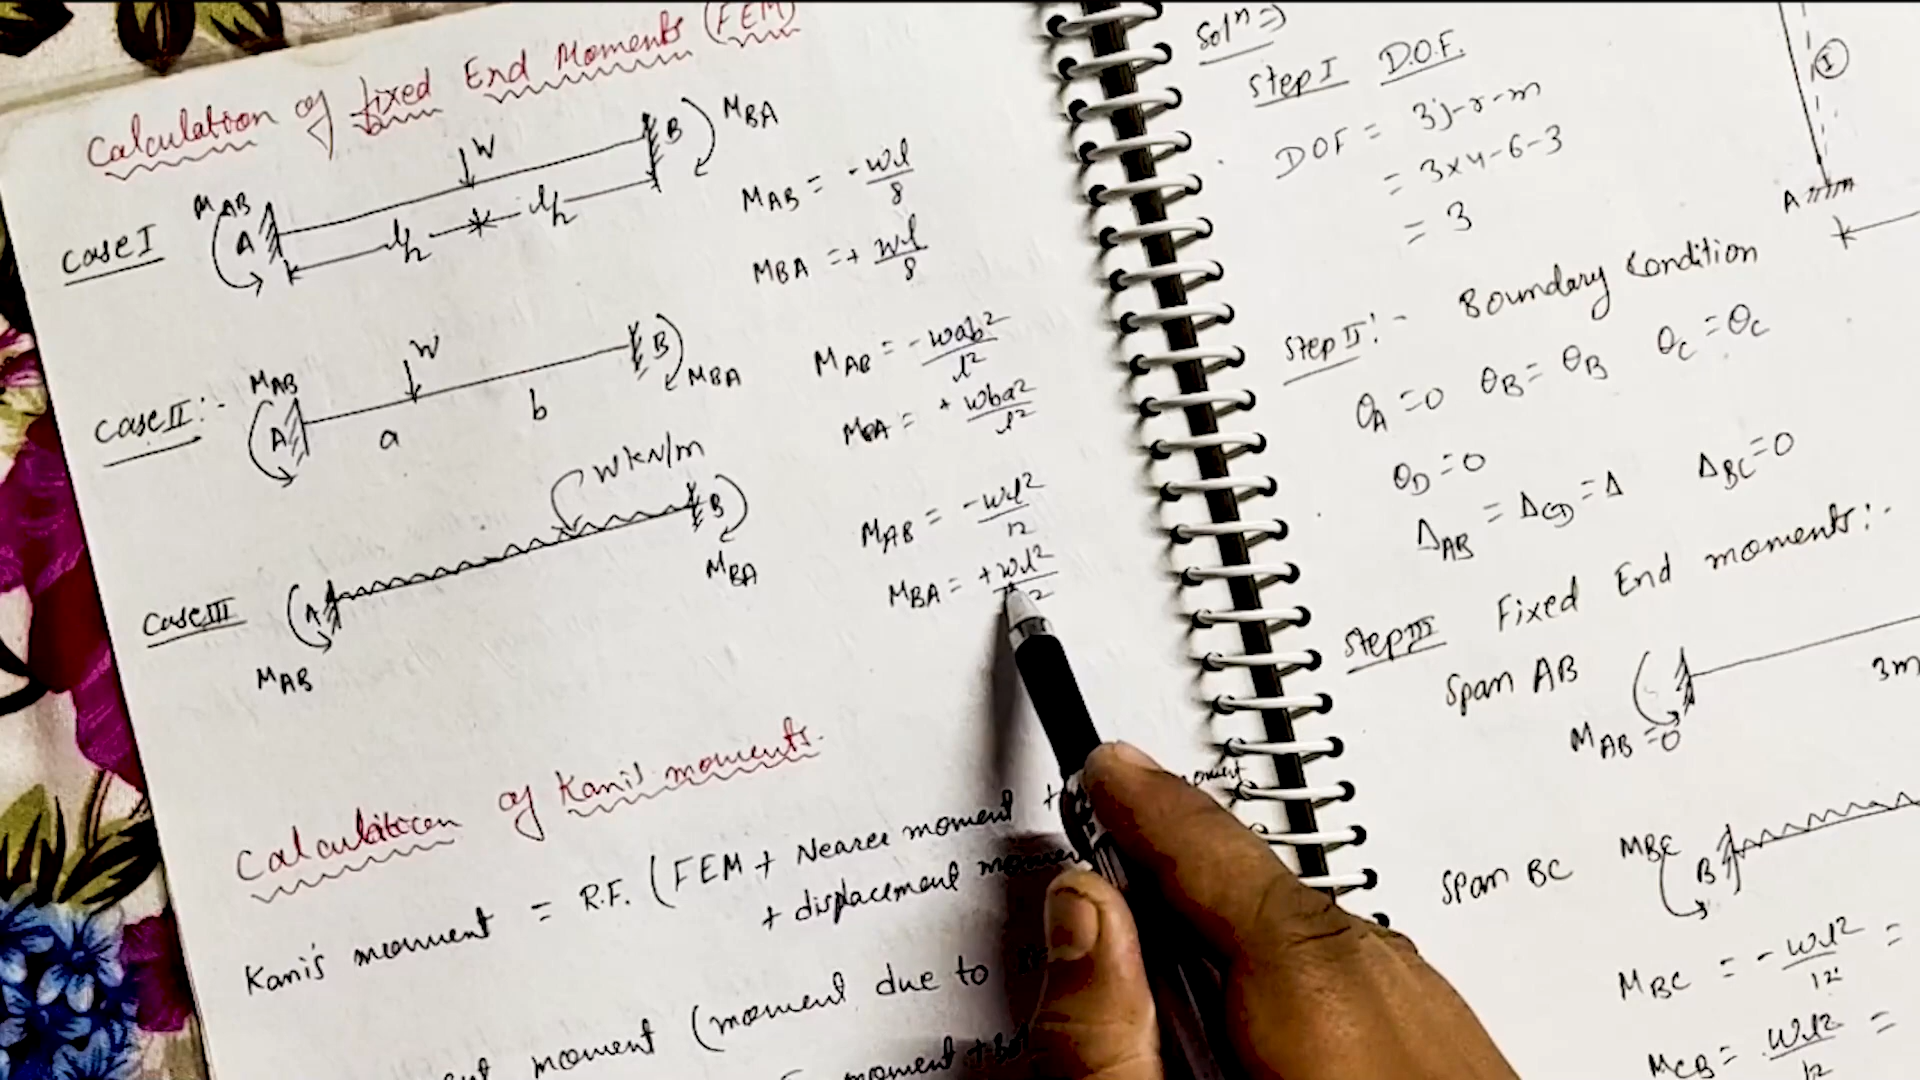 Calculation of fixed End Moments (FEM)
Case I
MAB
A
W
l/2
l/2
B
MBA
MAB = - wl/8
MBA = + wl/8
Case II :-
MAB
A
W
a
b
B
MBA
MAB = - wab²/l²
MBA = + wba²/l²
Case III
A
MAB
W kN/m
B
MBA
MAB = - wl²/12
MBA = + wl²/12
Calculation of Kani's moments.
Kani's moment = R.F. (FEM + Nearer moment +
+ displacement
moment (moment due to
moment
Soln =>
Step I D.O.F.
DOF = 3j-r-m
= 3x4-6-3
= 3
I
A
Step II :- Boundary Condition
θA = 0 θB = θB θC = θC
θD = 0
ΔAB = ΔCD = Δ ΔBC = 0
Step III Fixed End moments :-
Span AB
3m
MAB = 0
Span BC
MBC
B
MBC = - wl²/12 =
MCB = wl²/12 =